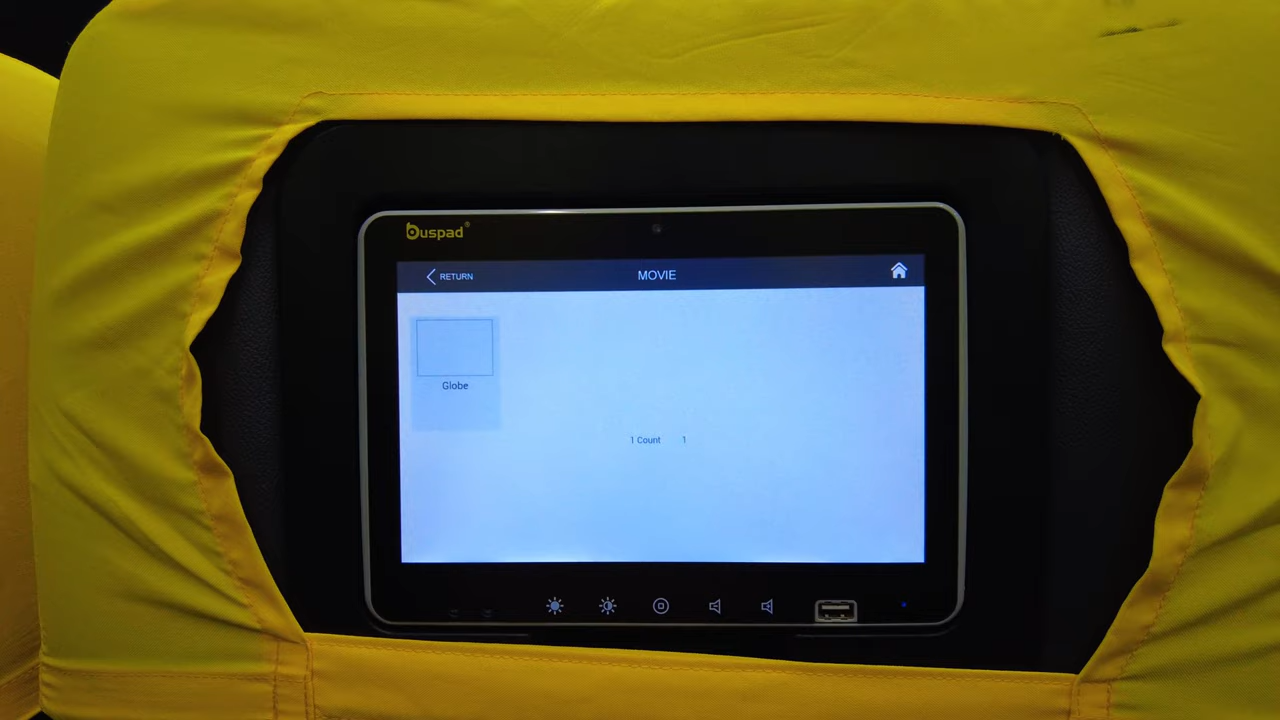 buspad®
RETURN
MOVIE
Globe
1 Count 1